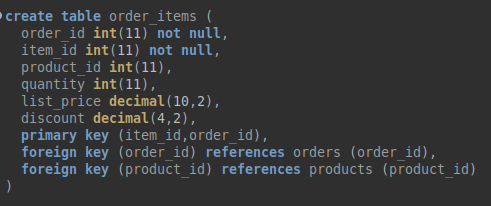 create table order_items (
  order_id int(11) not null,
  item_id int(11) not null,
  product_id int(11),
  quantity int(11),
  list_price decimal(10,2),
  discount decimal(4,2),
  primary key (item_id,order_id),
  foreign key (order_id) references orders (order_id),
  foreign key (product_id) references products (product_id)
)